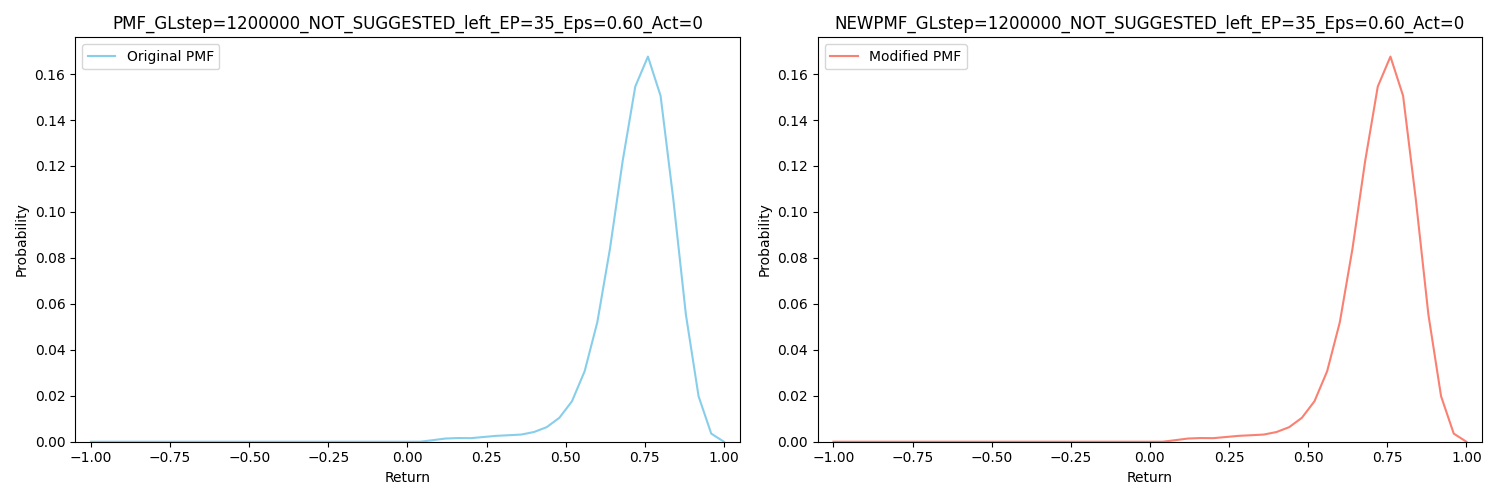 PMF_GLstep=1200000_NOT_SUGGESTED_left_EP=35_Eps=0.60_Act=0
Original PMF
0.16
0.14
0.12
0.10
0.08
0.06
0.04
0.02
0.00
Probability
−1.00 −0.75 −0.50 −0.25 0.00 0.25 0.50 0.75 1.00
Return
NEWPMF_GLstep=1200000_NOT_SUGGESTED_left_EP=35_Eps=0.60_Act=0
Modified PMF
0.16
0.14
0.12
0.10
0.08
0.06
0.04
0.02
0.00
Probability
−1.00 −0.75 −0.50 −0.25 0.00 0.25 0.50 0.75 1.00
Return